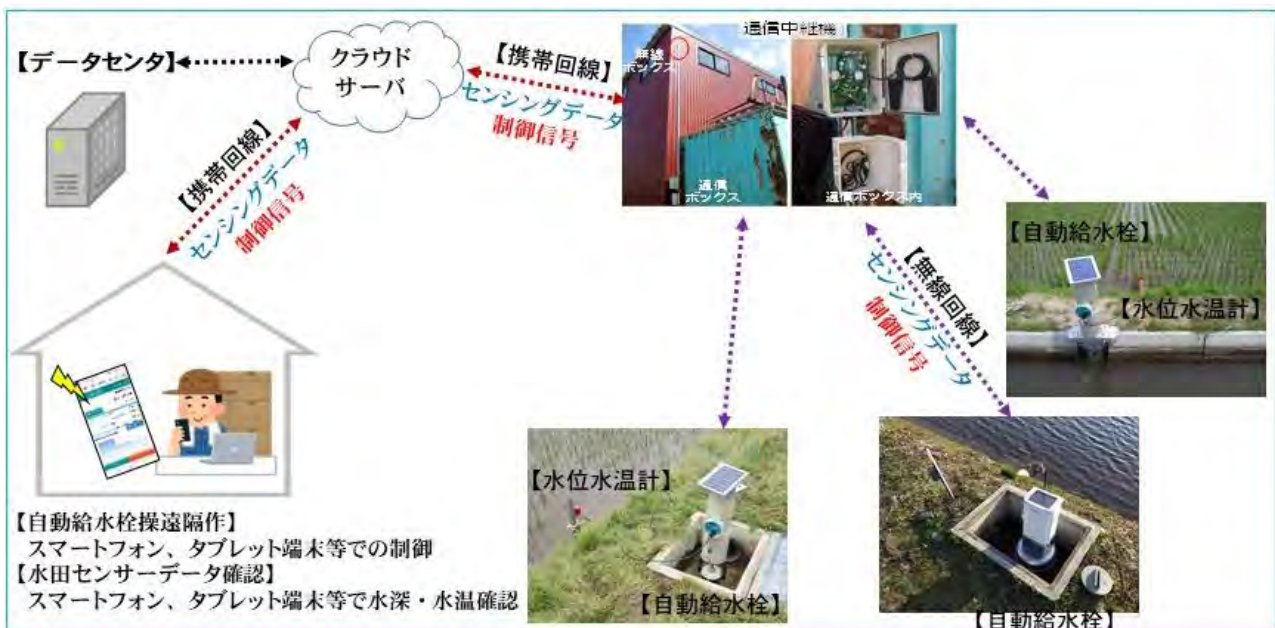 【データセンタ】
クラウド
サーバ
【携帯回線】
センシングデータ
制御信号
【携帯回線】
センシングデータ
制御信号
通信中継機
無線
ボックス
通信
ボックス
通信ボックス内
【無線回線】
センシングデータ
制御信号
【自動給水栓】
【水位水温計】
【水位水温計】
【自動給水栓】
【自動給水栓】
【自動給水栓操遠隔作】
スマートフォン、タブレット端末等での制御
【水田センサーデータ確認】
スマートフォン、タブレット端末等で水深・水温確認